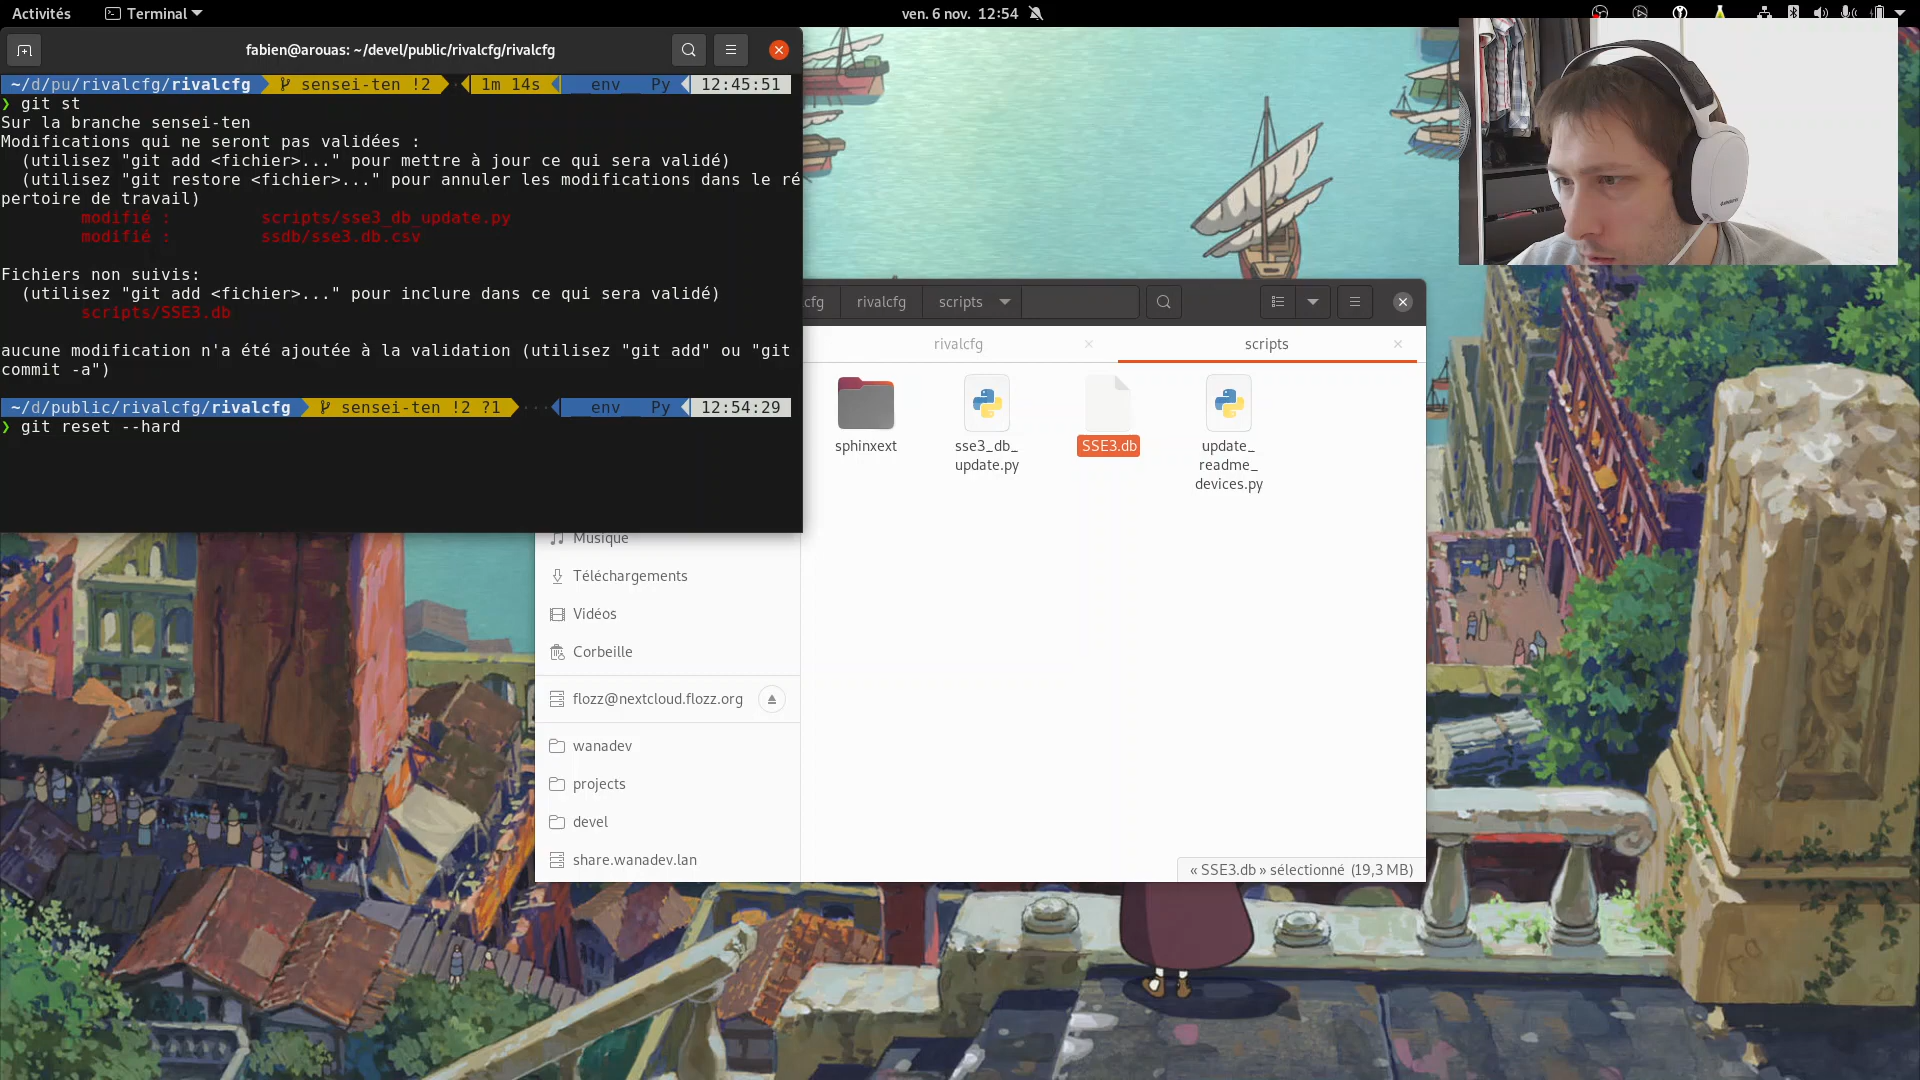 Activités
Terminal
ven. 6 nov. 12:54
fabien@arouas: ~/devel/public/rivalcfg/rivalcfg
~/d/pu/rivalcfg/rivalcfg sensei-ten !2 1m 14s env Py 12:45:51
❯ git st
Sur la branche sensei-ten
Modifications qui ne seront pas validées :
(utilisez "git add <fichier>..." pour mettre à jour ce qui sera validé)
(utilisez "git restore <fichier>..." pour annuler les modifications dans le ré
pertoire de travail)
modifié : scripts/sse3_db_update.py
modifié : ssdb/sse3.db.csv
Fichiers non suivis:
(utilisez "git add <fichier>..." pour inclure dans ce qui sera validé)
scripts/SSE3.db
aucune modification n'a été ajoutée à la validation (utilisez "git add" ou "git
commit -a")
~/d/public/rivalcfg/rivalcfg sensei-ten !2 ?1 ··· env Py 12:54:29
❯ git reset --hard
cfg
rivalcfg
scripts
rivalcfg
scripts
sphinxext
sse3_db_
update.py
SSE3.db
update_
readme_
devices.py
Musique
Téléchargements
Vidéos
Corbeille
flozz@nextcloud.flozz.org
wanadev
projects
devel
share.wanadev.lan
« SSE3.db » sélectionné (19,3 MB)